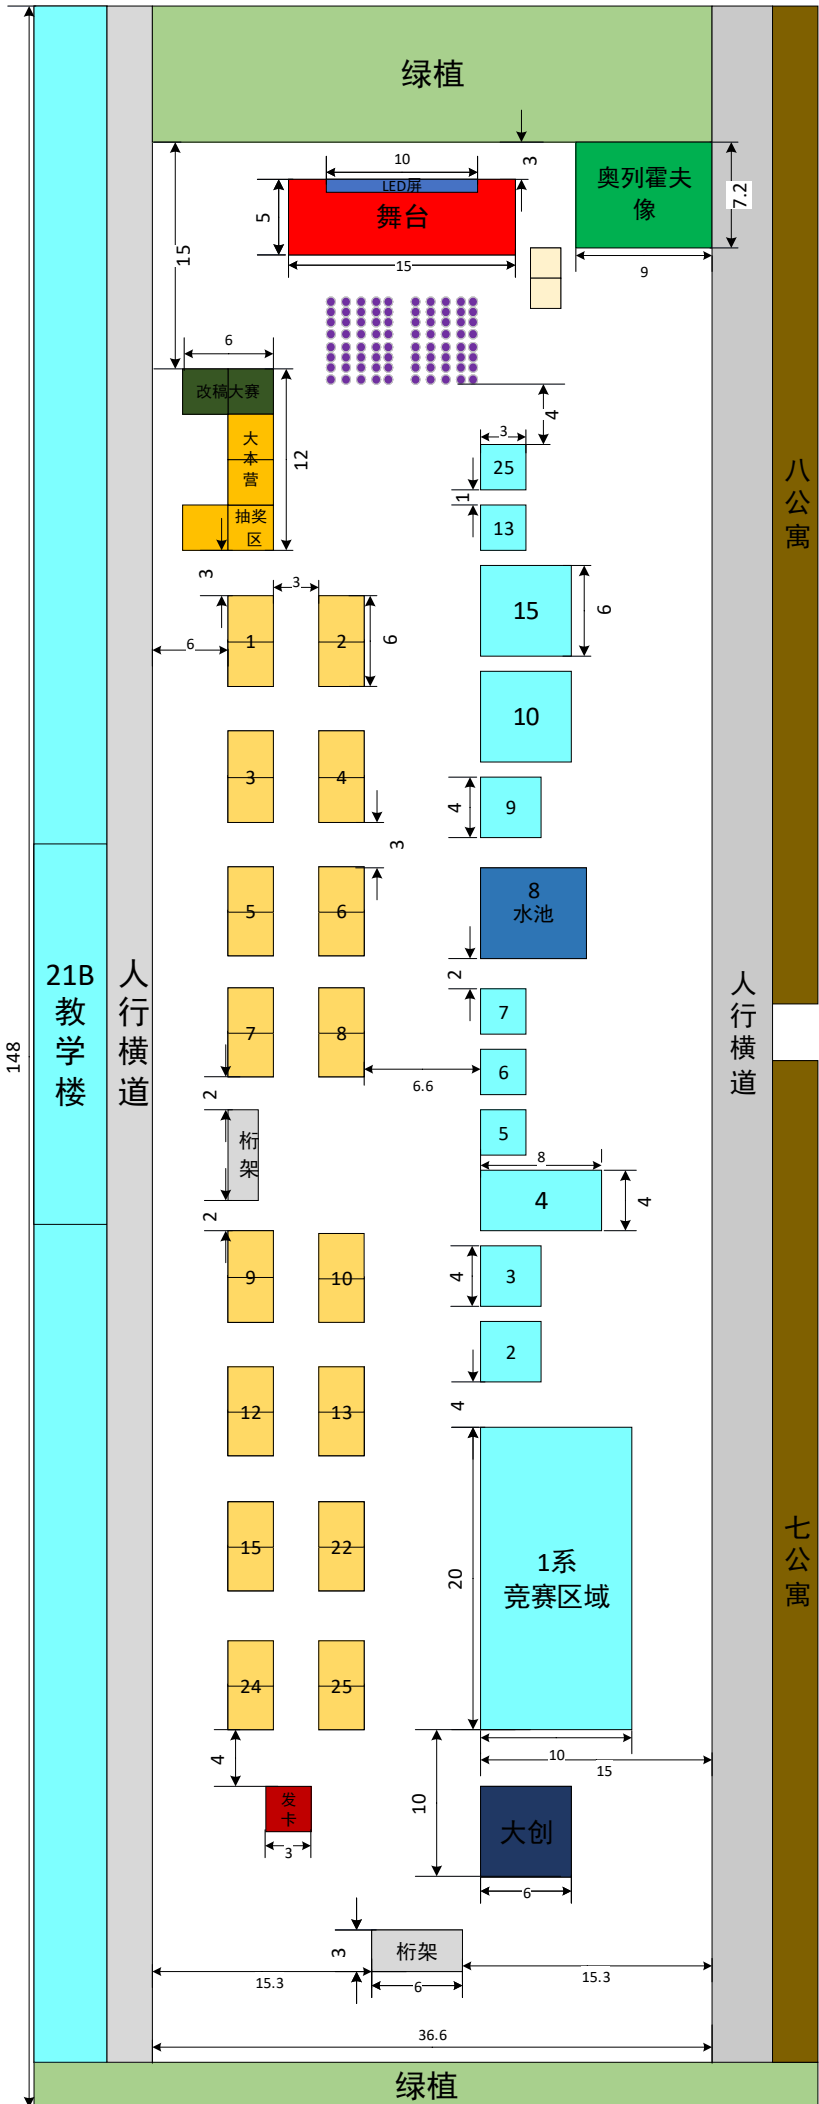 绿植
10
3
LED屏
舞台
5
15
奥列霍夫
像
7.2
9
15
6
改稿大赛
大
本
营
12
抽奖
区
4
3
25
1
13
八
公
寓
3
3
6
1
2
6
15
6
10
3
4
3
4
9
5
6
8
水池
2
21B
教
学
楼
人
行
横
道
人
行
横
道
148
7
8
7
6.6
6
2
桁
架
5
8
4
4
2
9
10
4
3
2
12
13
4
15
22
20
1系
竞赛区域
七
公
寓
24
25
4
10
15
发
卡
3
10
大创
6
3
桁架
15.3
6
15.3
36.6
绿植